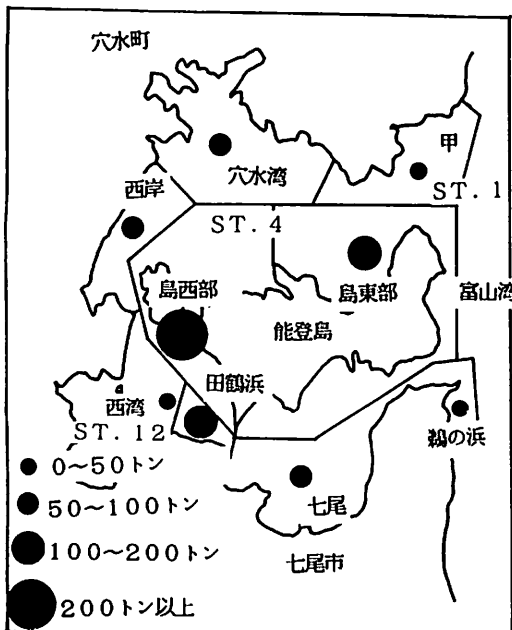 穴水町
甲
穴水湾
ST.1
西岸
ST.4
島西部
島東部
富山湾
能登島
田鶴浜
西湾
ST.12
鵜の浜
七尾
七尾市
0～50トン
50～100トン
100～200トン
200トン以上